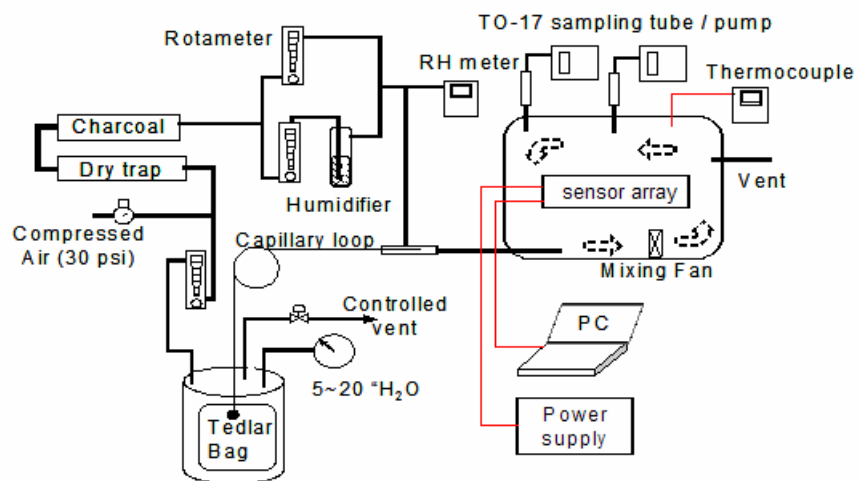 TO-17 sampling tube / pump
Rotameter
RH meter
Thermocouple
Charcoal
Dry trap
Humidifier
sensor array
Vent
Compressed
Air (30 psi)
Capillary loop
Mixing Fan
Controlled
vent
PC
5~20 “H₂O
Tedlar
Bag
Power
supply